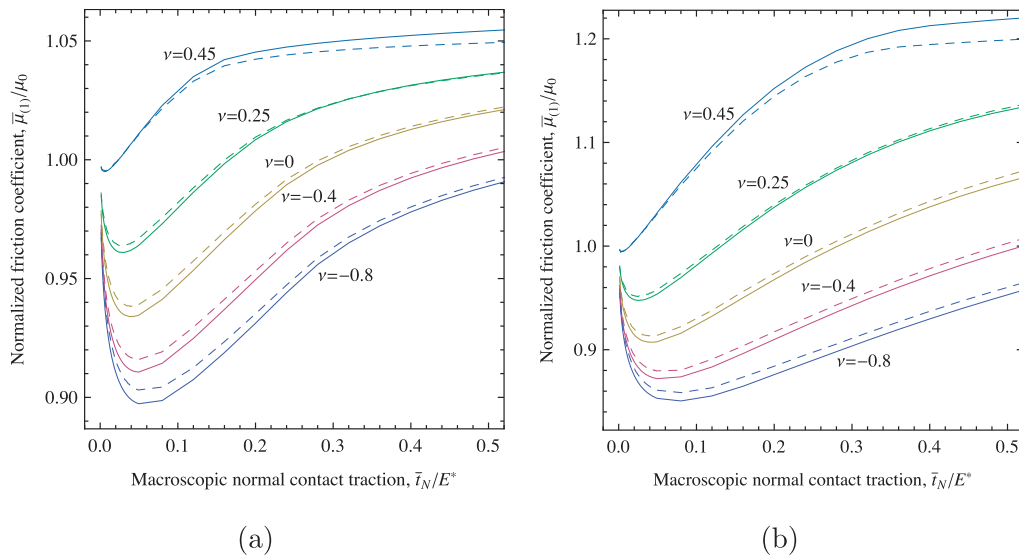 Normalized friction coefficient, μ̅₍₁₎/μ₀
1.05
1.00
0.95
0.90
ν=0.45
ν=0.25
ν=0
ν=−0.4
ν=−0.8
0.0 0.1 0.2 0.3 0.4 0.5
Macroscopic normal contact traction, t̅_N/E*
(a)
Normalized friction coefficient, μ̅₍₁₎/μ₀
1.2
1.1
1.0
0.9
ν=0.45
ν=0.25
ν=0
ν=−0.4
ν=−0.8
0.0 0.1 0.2 0.3 0.4 0.5
Macroscopic normal contact traction, t̅_N/E*
(b)